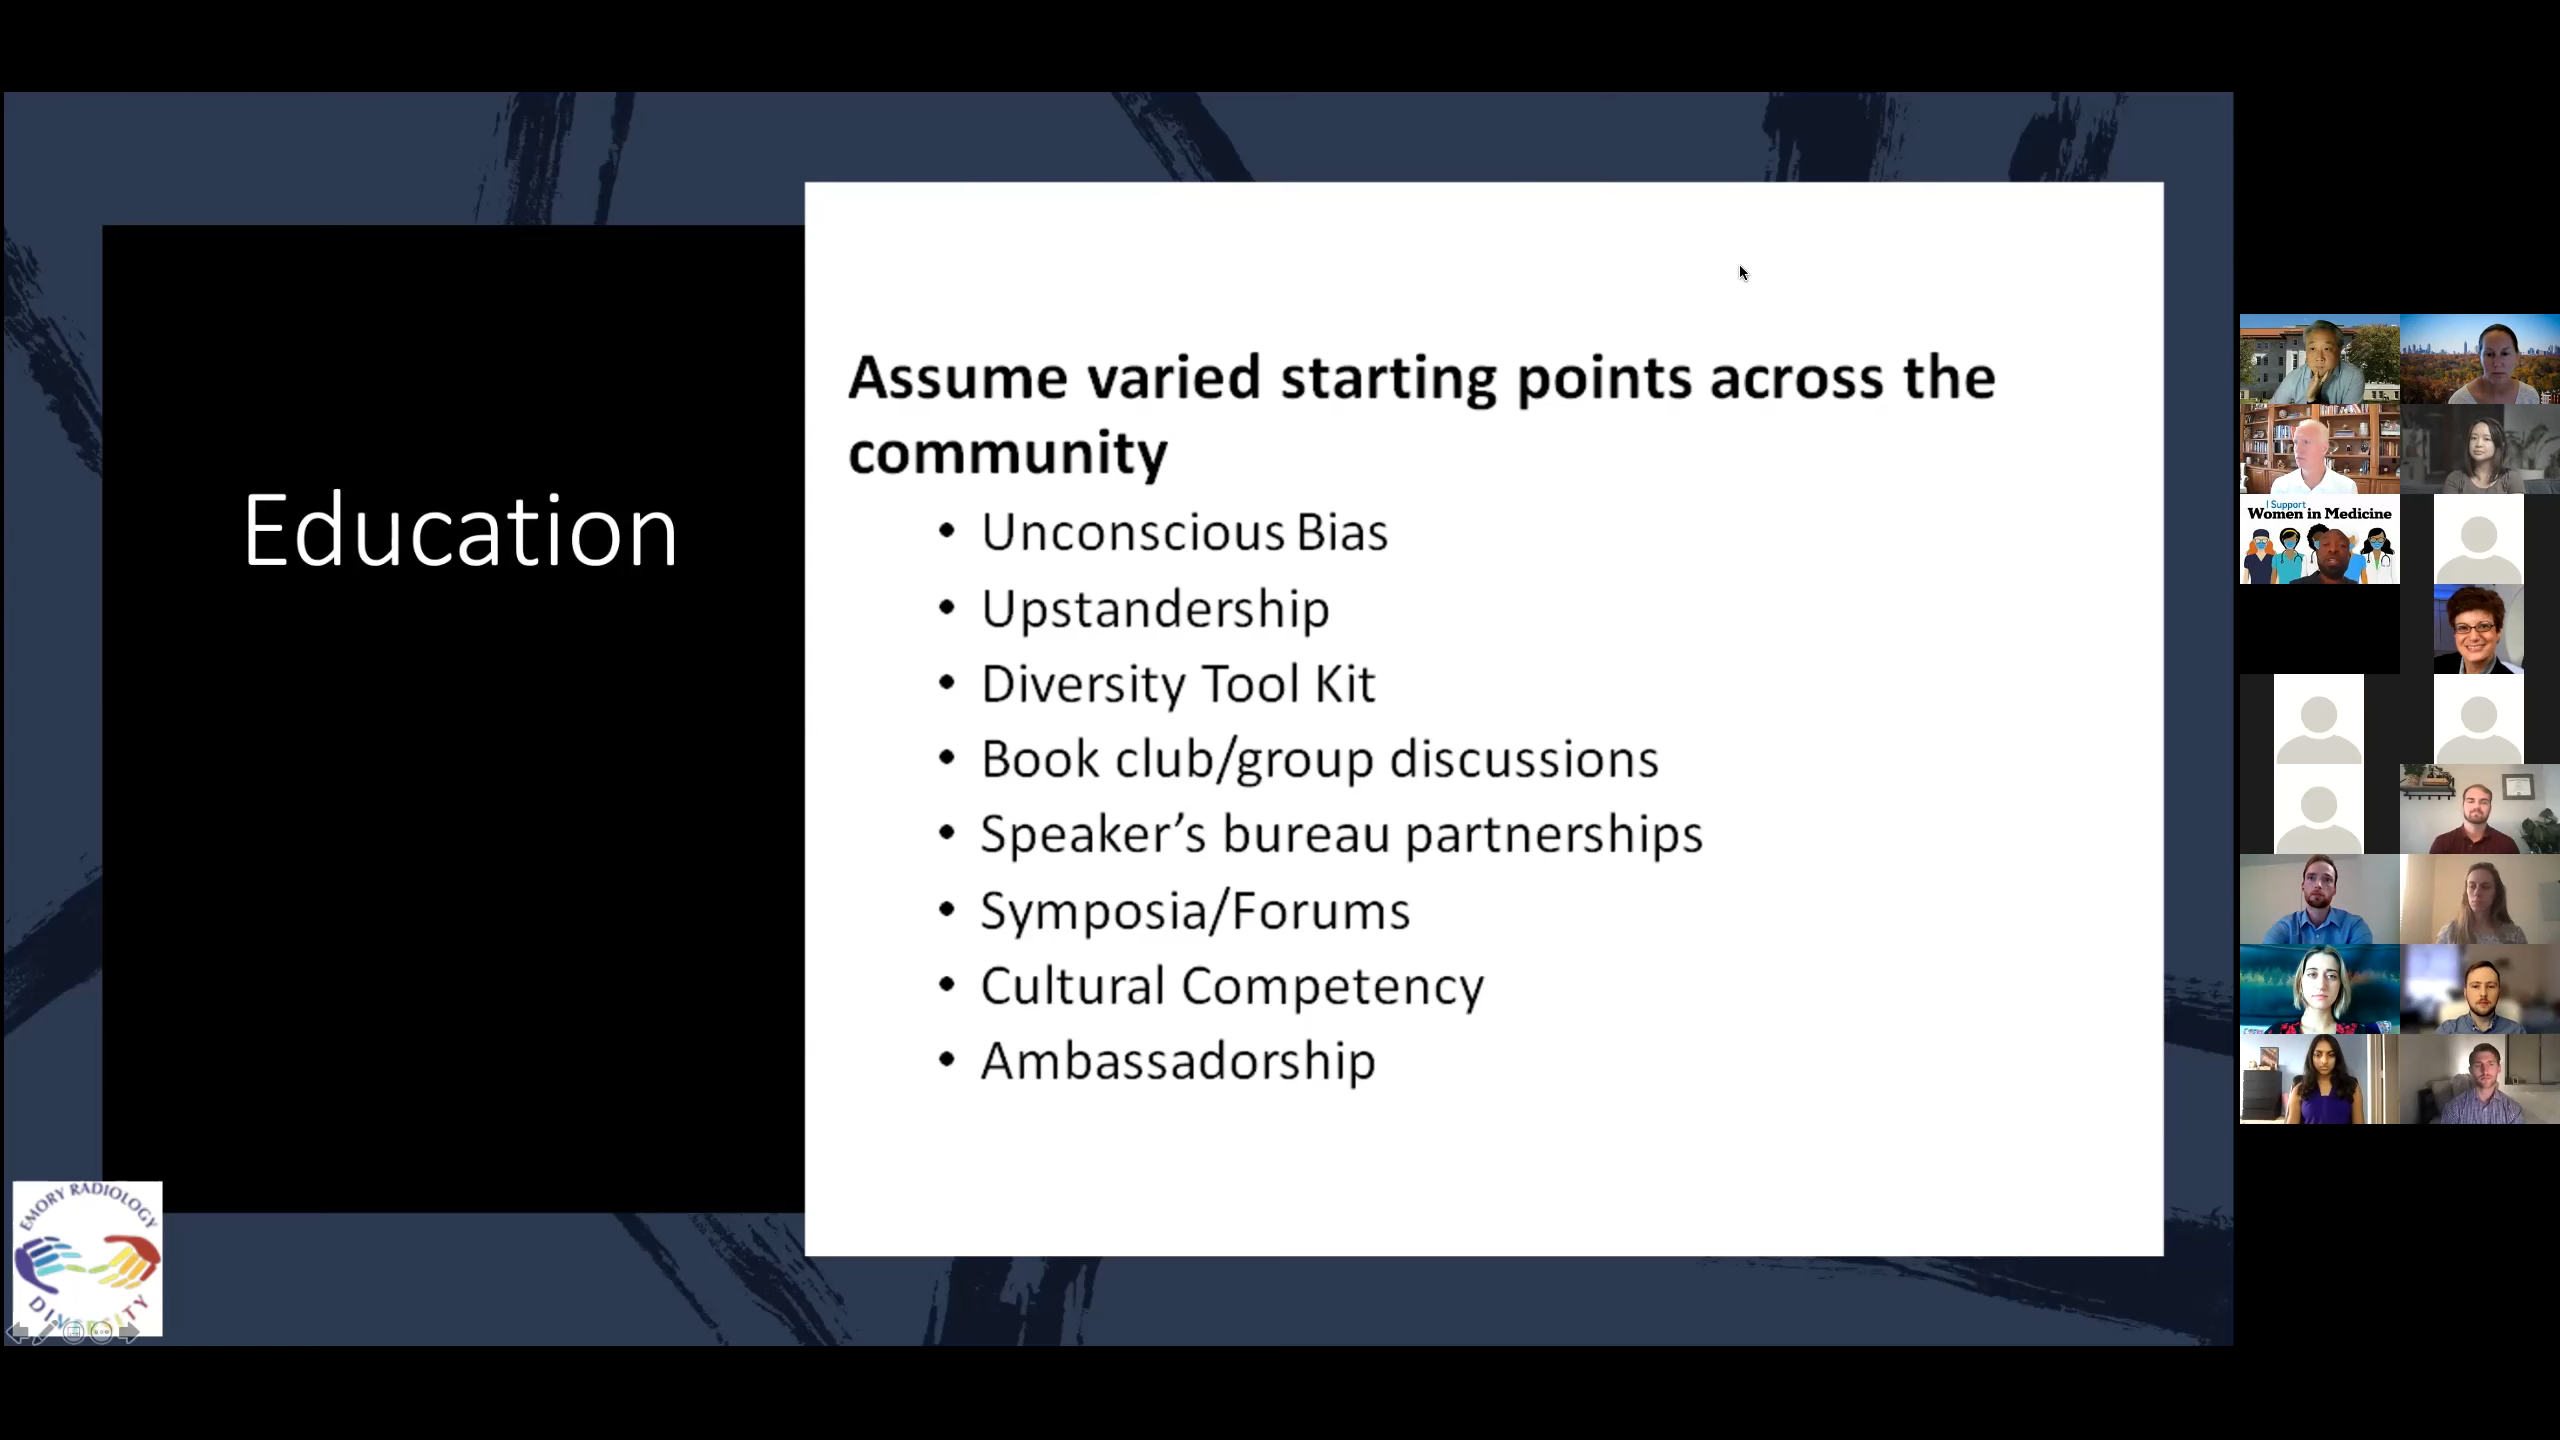 Education
Assume varied starting points across the
community
• Unconscious Bias
• Upstandership
• Diversity Tool Kit
• Book club/group discussions
• Speaker’s bureau partnerships
• Symposia/Forums
• Cultural Competency
• Ambassadorship
EMORY RADIOLOGY
DIVERSITY
I Support
Women in Medicine